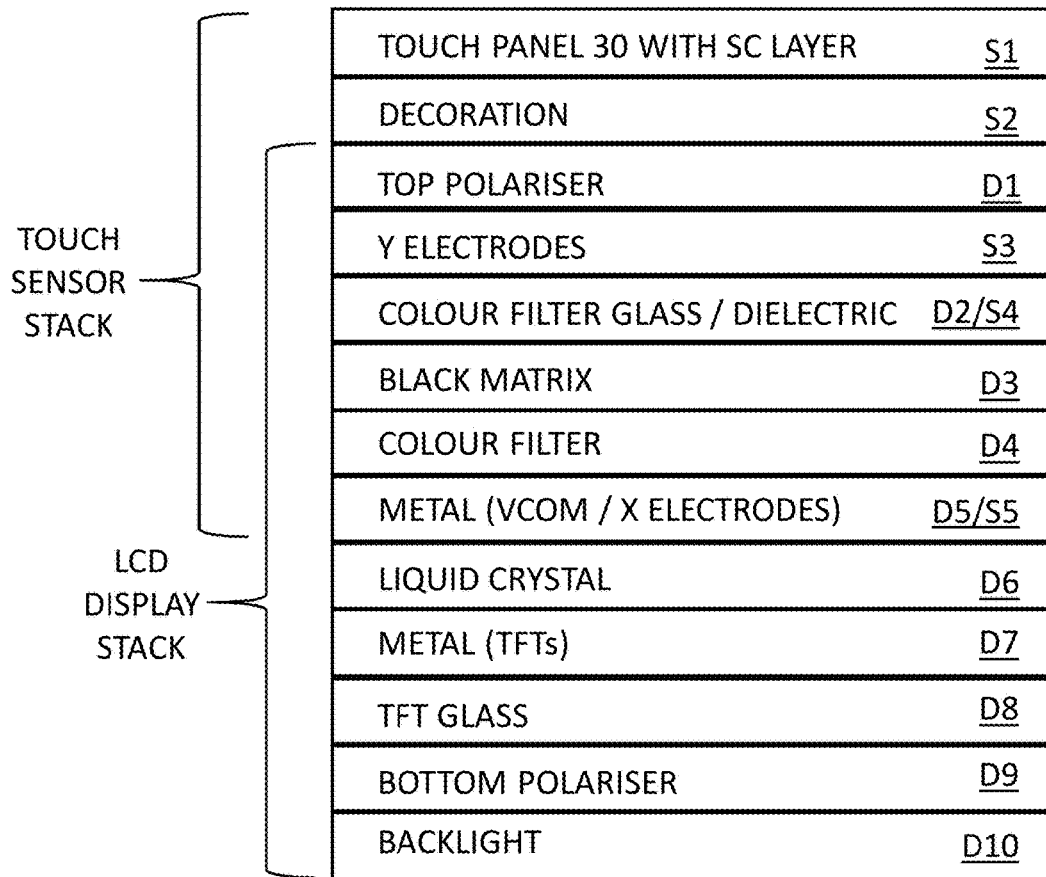 TOUCH PANEL 30 WITH SC LAYER S1
DECORATION S2
TOP POLARISER D1
Y ELECTRODES S3
COLOUR FILTER GLASS / DIELECTRIC D2/S4
BLACK MATRIX D3
COLOUR FILTER D4
METAL (VCOM / X ELECTRODES) D5/S5
LIQUID CRYSTAL D6
METAL (TFTs) D7
TFT GLASS D8
BOTTOM POLARISER D9
BACKLIGHT D10
TOUCH
SENSOR
STACK
LCD
DISPLAY
STACK